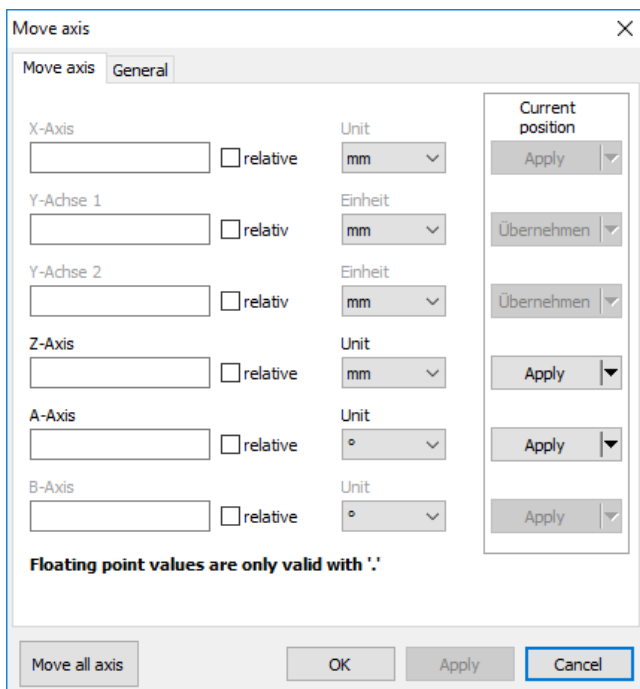 Move axis
Move axis General
Current
position
X-Axis Unit
relative mm Apply
Y-Achse 1 Einheit
relativ mm Übernehmen
Y-Achse 2 Einheit
relativ mm Übernehmen
Z-Axis Unit
relative mm Apply
A-Axis Unit
relative ° Apply
B-Axis Unit
relative ° Apply
Floating point values are only valid with '.'
Move all axis OK Apply Cancel